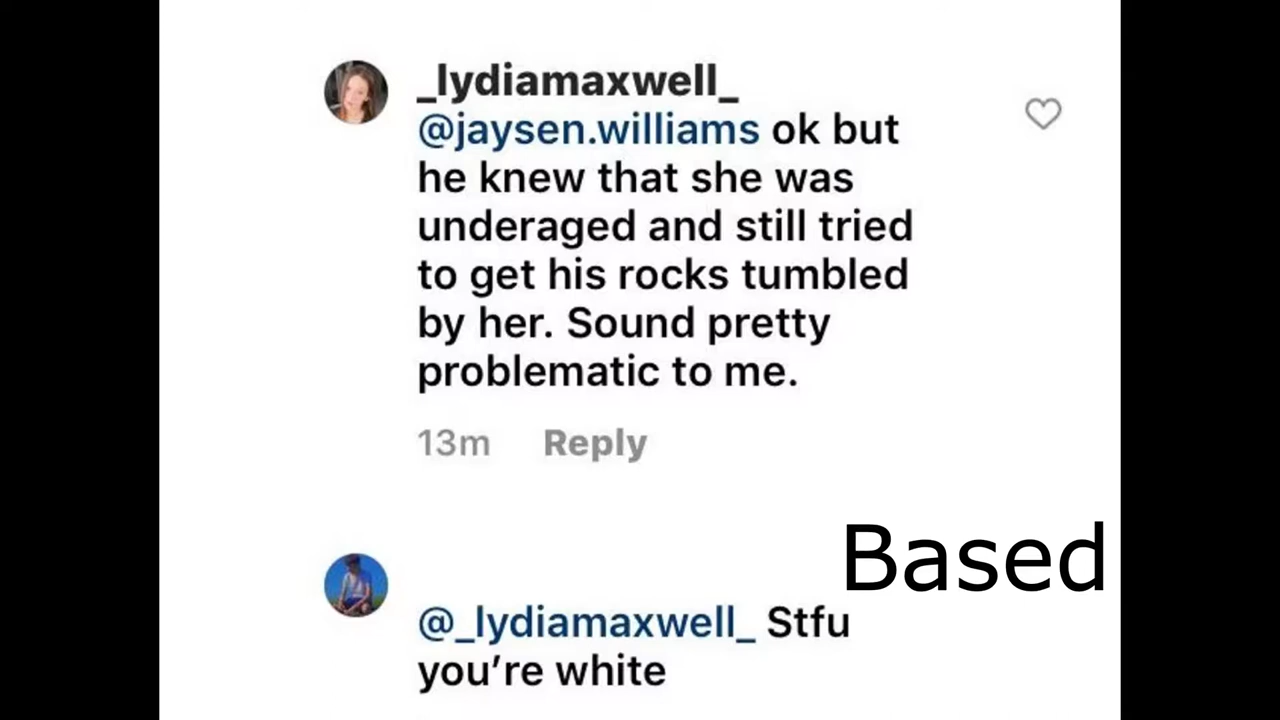 _lydiamaxwell_
@jaysen.williams ok but
he knew that she was
underaged and still tried
to get his rocks tumbled
by her. Sound pretty
problematic to me.
13m Reply
Based
@_lydiamaxwell_ Stfu
you’re white